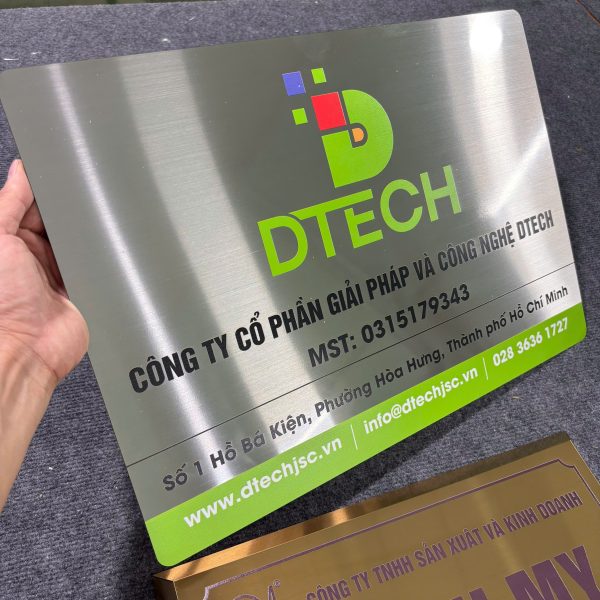 DTECH
CÔNG TY CỔ PHẦN GIẢI PHÁP VÀ CÔNG NGHỆ DTECH
MST: 0315179343
Số 1 Hồ Bá Kiện, Phường Hòa Hưng, Thành phố Hồ Chí Minh
www.dtechjsc.vn | info@dtechjsc.vn | 028 3636 1727
CÔNG TY TNHH SẢN XUẤT VÀ KINH DOANH
MY